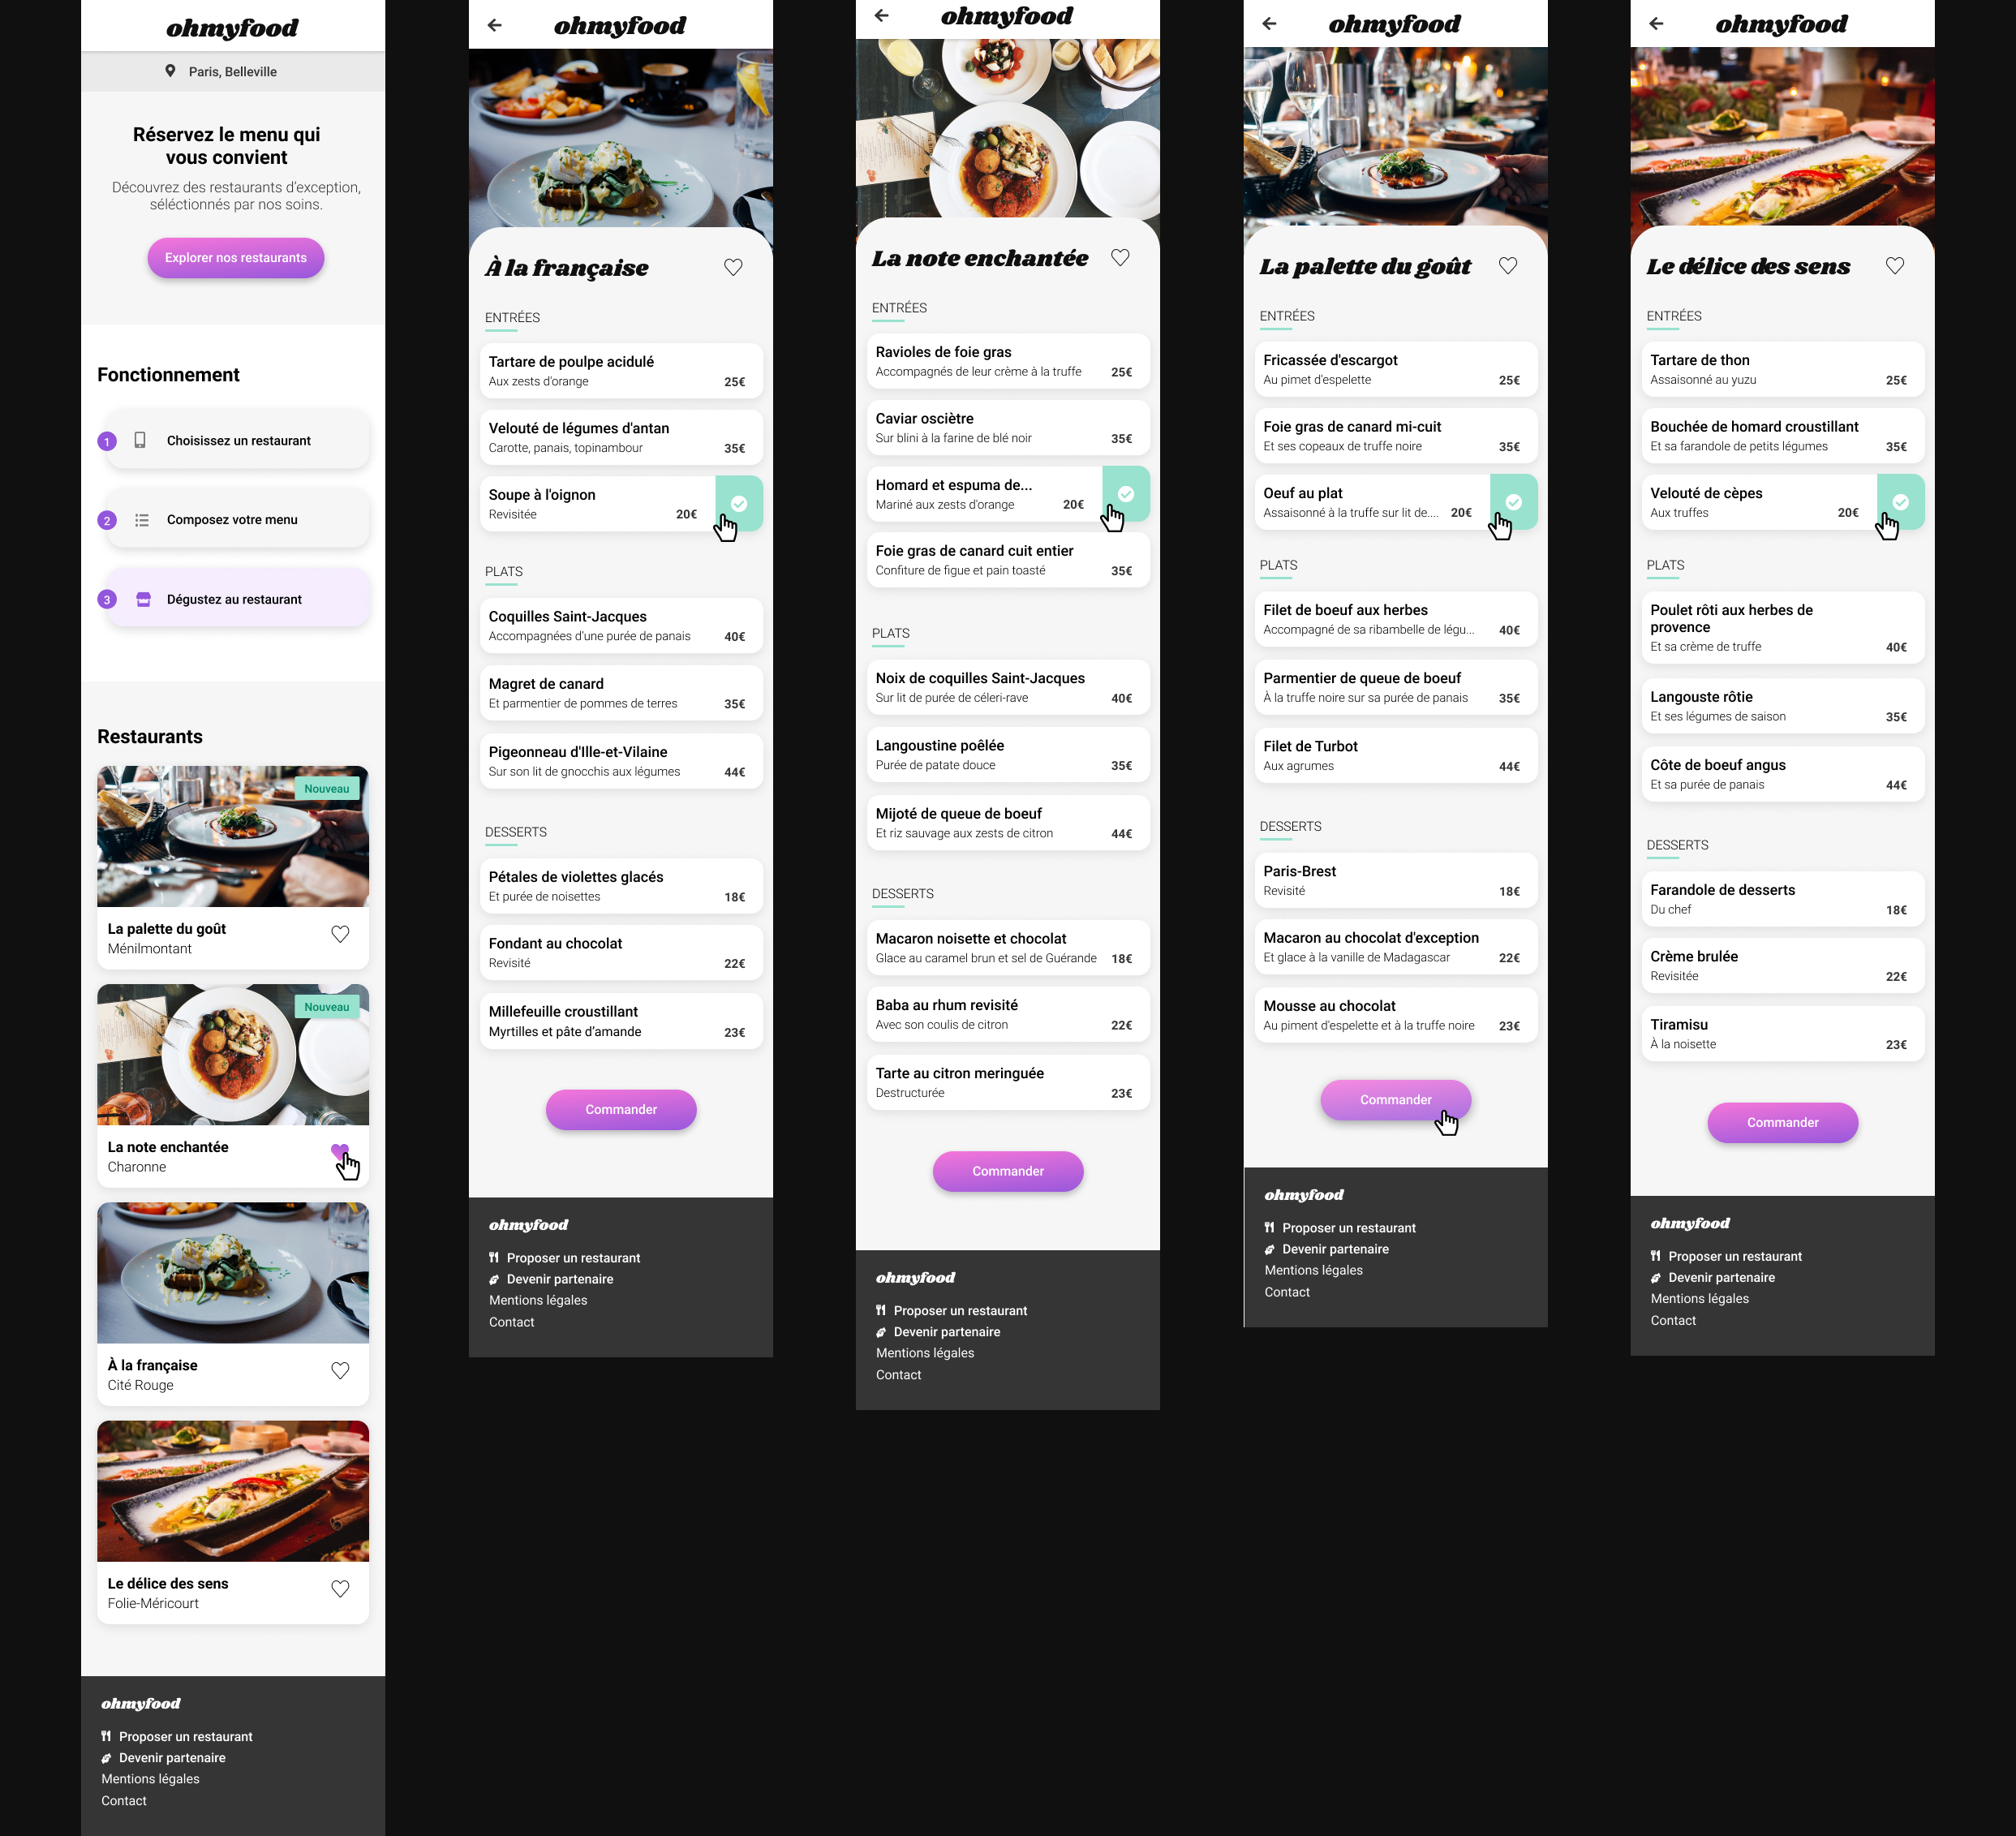 ohmyfood
Paris, Belleville
Réservez le menu qui
vous convient
Découvrez des restaurants d'exception,
séléctionnés par nos soins.
Explorer nos restaurants
Fonctionnement
1 Choisissez un restaurant
2 Composez votre menu
3 Dégustez au restaurant
Restaurants
Nouveau
La palette du goût
Ménilmontant
Nouveau
La note enchantée
Charonne
À la française
Cité Rouge
Le délice des sens
Folie-Méricourt
ohmyfood
Proposer un restaurant
Devenir partenaire
Mentions légales
Contact
ohmyfood
À la française
ENTRÉES
Tartare de poulpe acidulé
Aux zests d'orange 25€
Velouté de légumes d'antan
Carotte, panais, topinambour 35€
Soupe à l'oignon
Revisitée 20€
PLATS
Coquilles Saint-Jacques
Accompagnées d'une purée de panais 40€
Magret de canard
Et parmentier de pommes de terres 35€
Pigeonneau d'Ille-et-Vilaine
Sur son lit de gnocchis aux légumes 44€
DESSERTS
Pétales de violettes glacés
Et purée de noisettes 18€
Fondant au chocolat
Revisité 22€
Millefeuille croustillant
Myrtilles et pâte d’amande 23€
Commander
ohmyfood
Proposer un restaurant
Devenir partenaire
Mentions légales
Contact
ohmyfood
La note enchantée
ENTRÉES
Ravioles de foie gras
Accompagnés de leur crème à la truffe 25€
Caviar osciètre
Sur blini à la farine de blé noir 35€
Homard et espuma de...
Mariné aux zests d'orange 20€
Foie gras de canard cuit entier
Confiture de figue et pain toasté 35€
PLATS
Noix de coquilles Saint-Jacques
Sur lit de purée de céleri-rave 40€
Langoustine poêlée
Purée de patate douce 35€
Mijoté de queue de boeuf
Et riz sauvage aux zests de citron 44€
DESSERTS
Macaron noisette et chocolat
Glace au caramel brun et sel de Guérande 18€
Baba au rhum revisité
Avec son coulis de citron 22€
Tarte au citron meringuée
Destructurée 23€
Commander
ohmyfood
Proposer un restaurant
Devenir partenaire
Mentions légales
Contact
ohmyfood
La palette du goût
ENTRÉES
Fricassée d'escargot
Au pimet d'espelette 25€
Foie gras de canard mi-cuit
Et ses copeaux de truffe noire 35€
Oeuf au plat
Assaisonné à la truffe sur lit de.... 20€
PLATS
Filet de boeuf aux herbes
Accompagné de sa ribambelle de légu... 40€
Parmentier de queue de boeuf
À la truffe noire sur sa purée de panais 35€
Filet de Turbot
Aux agrumes 44€
DESSERTS
Paris-Brest
Revisité 18€
Macaron au chocolat d'exception
Et glace à la vanille de Madagascar 22€
Mousse au chocolat
Au piment d'espelette et à la truffe noire 23€
Commander
ohmyfood
Proposer un restaurant
Devenir partenaire
Mentions légales
Contact
ohmyfood
Le délice des sens
ENTRÉES
Tartare de thon
Assaisonné au yuzu 25€
Bouchée de homard croustillant
Et sa farandole de petits légumes 35€
Velouté de cèpes
Aux truffes 20€
PLATS
Poulet rôti aux herbes de
provence
Et sa crème de truffe 40€
Langouste rôtie
Et ses légumes de saison 35€
Côte de boeuf angus
Et sa purée de panais 44€
DESSERTS
Farandole de desserts
Du chef 18€
Crème brulée
Revisitée 22€
Tiramisu
À la noisette 23€
Commander
ohmyfood
Proposer un restaurant
Devenir partenaire
Mentions légales
Contact